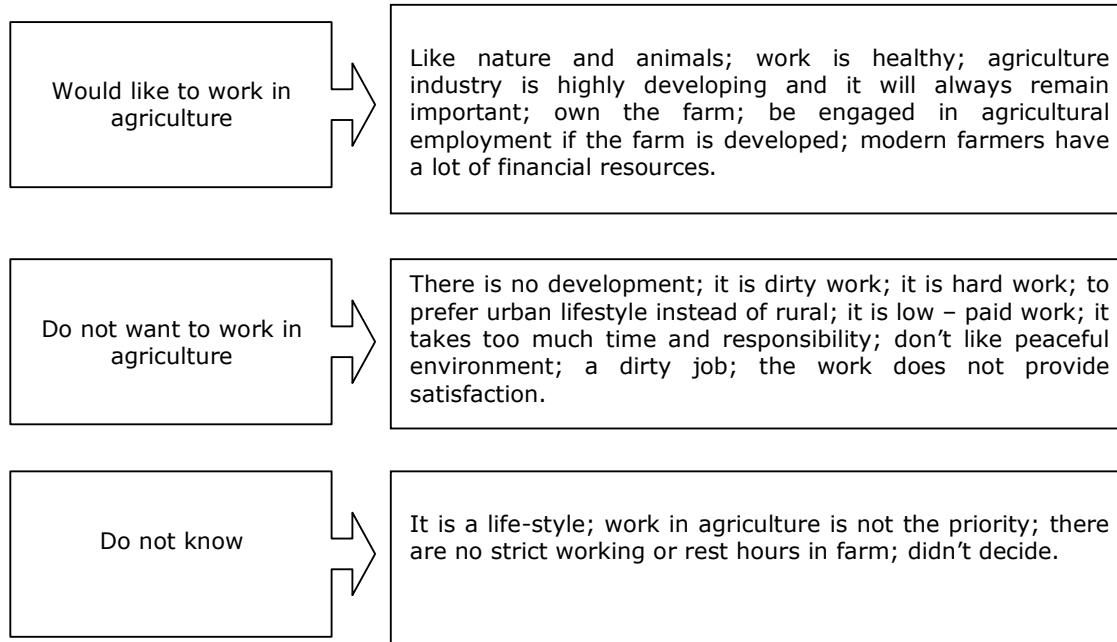 Would like to work in
agriculture
Like nature and animals; work is healthy; agriculture
industry is highly developing and it will always remain
important; own the farm; be engaged in agricultural
employment if the farm is developed; modern farmers have
a lot of financial resources.
Do not want to work in
agriculture
There is no development; it is dirty work; it is hard work; to
prefer urban lifestyle instead of rural; it is low – paid work; it
takes too much time and responsibility; don't like peaceful
environment; a dirty job; the work does not provide
satisfaction.
Do not know
It is a life-style; work in agriculture is not the priority; there
are no strict working or rest hours in farm; didn't decide.